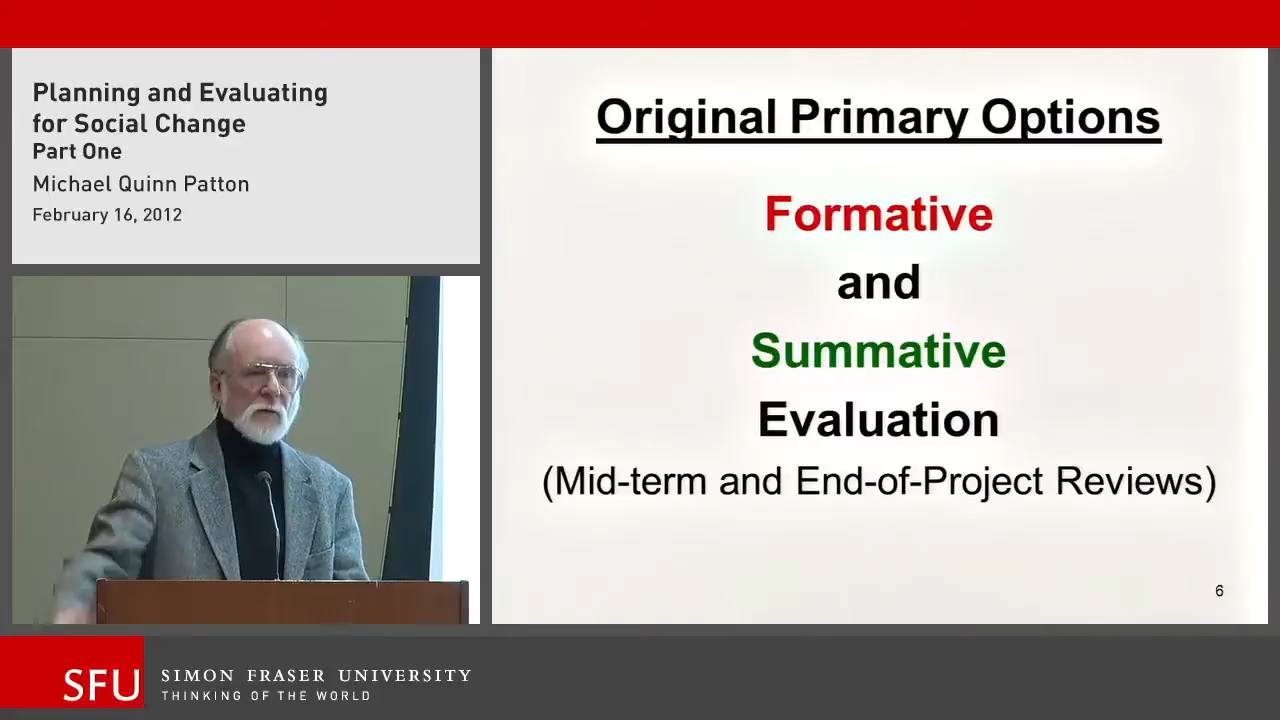 Planning and Evaluating
for Social Change
Part One
Michael Quinn Patton
February 16, 2012
Original Primary Options
Formative
and
Summative
Evaluation
(Mid-term and End-of-Project Reviews)
6
SFU
SIMON FRASER UNIVERSITY
THINKING OF THE WORLD